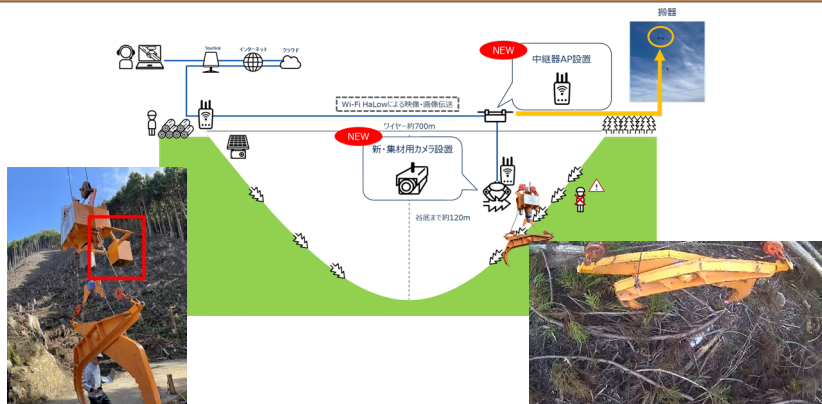 搬器
Starlink
インターネット
クラウド
NEW
中継器AP設置
Wi-Fi HaLowによる映像・画像伝送
ワイヤー約700m
NEW
新・集材用カメラ設置
谷底まで約120m